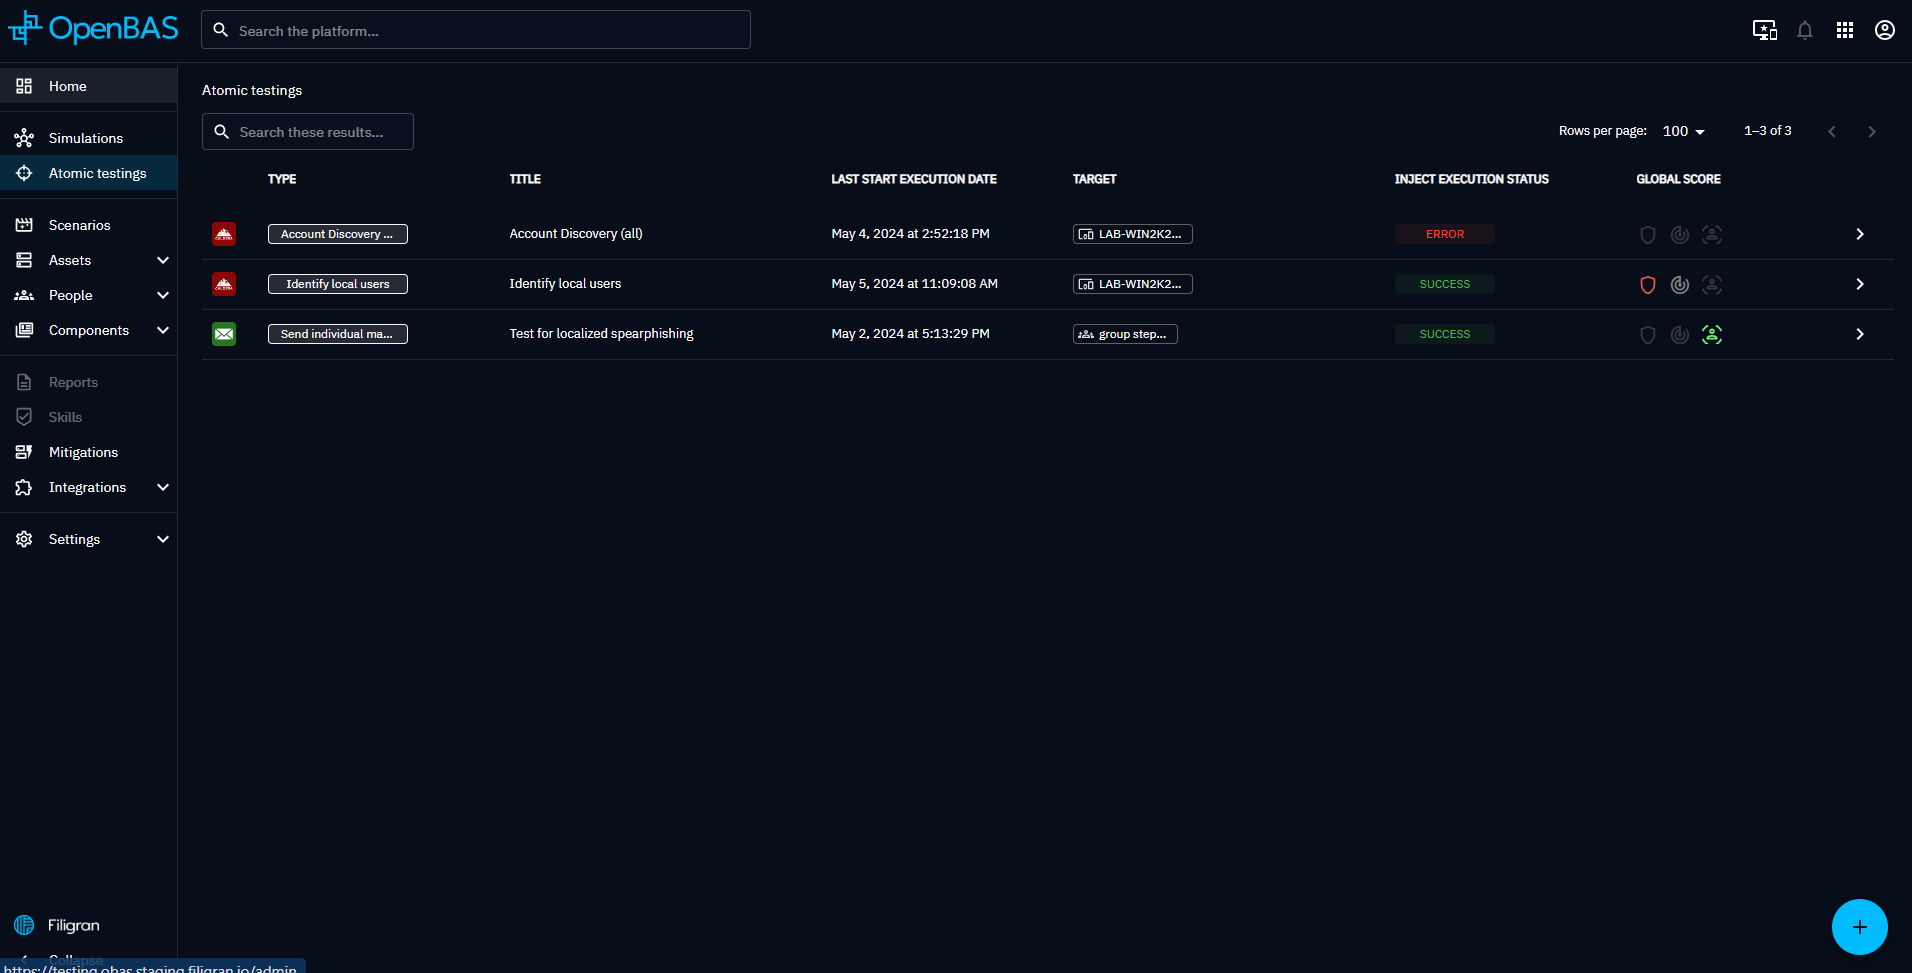 OpenBAS
Search the platform...
Home
Simulations
Atomic testings
Scenarios
Assets
People
Components
Reports
Skills
Mitigations
Integrations
Settings
Filigran
Collapse
https://testing.obas.staging.filigran.io/admin
Atomic testings
Search these results...
Rows per page: 100 1–3 of 3
TYPE TITLE LAST START EXECUTION DATE TARGET INJECT EXECUTION STATUS GLOBAL SCORE
Account Discovery ... Account Discovery (all) May 4, 2024 at 2:52:18 PM LAB-WIN2K2... ERROR
Identify local users Identify local users May 5, 2024 at 11:09:08 AM LAB-WIN2K2... SUCCESS
Send individual ma... Test for localized spearphishing May 2, 2024 at 5:13:29 PM group step... SUCCESS